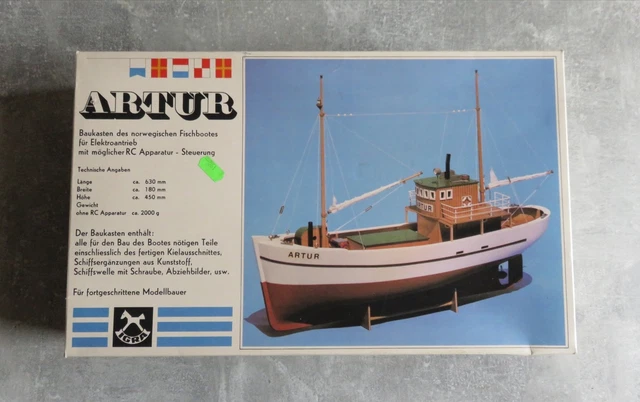 ARTUR
Baukasten des norwegischen Fischbootes
für Elektroantrieb
mit möglicher RC Apparatur - Steuerung
Technische Angaben
Länge ca. 630 mm
Breite ca. 180 mm
Höhe ca. 450 mm
Gewicht
ohne RC Apparatur ca. 2000 g
Der Baukasten enthält:
alle für den Bau des Bootes nötigen Teile
einschliesslich des fertigen Kielausschnittes,
Schiffsergänzungen aus Kunststoff,
Schiffswelle mit Schraube, Abziehbilder, usw.
Für fortgeschrittene Modellbauer
IGRA
ARTUR
ARTUR